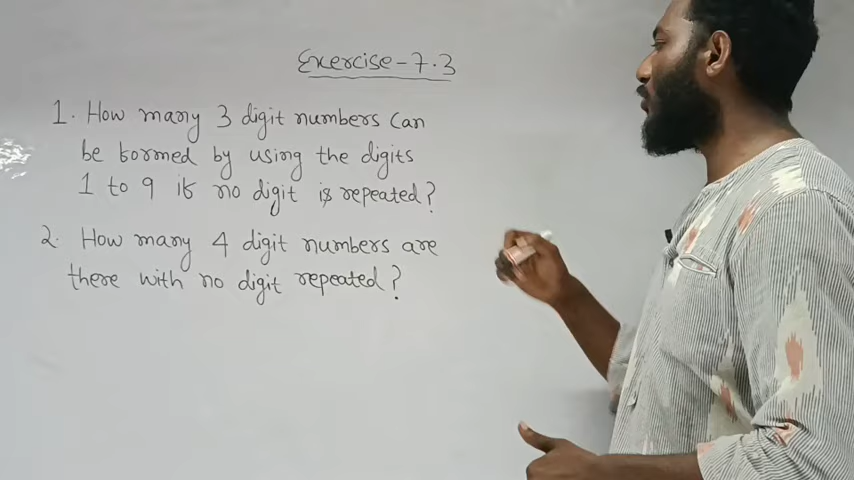 Exercise-7.3
1. How many 3 digit numbers can
be formed by using the digits
1 to 9 if no digit is repeated?
2. How many 4 digit numbers are
there with no digit repeated?